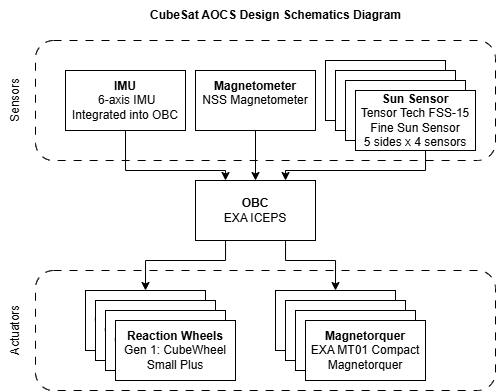 CubeSat AOCS Design Schematics Diagram
Sensors
IMU
6-axis IMU
Integrated into OBC
Magnetometer
NSS Magnetometer
Sun Sensor
Tensor Tech FSS-15
Fine Sun Sensor
5 sides x 4 sensors
OBC
EXA ICEPS
Actuators
Reaction Wheels
Gen 1: CubeWheel
Small Plus
Magnetorquer
EXA MT01 Compact
Magnetorquer